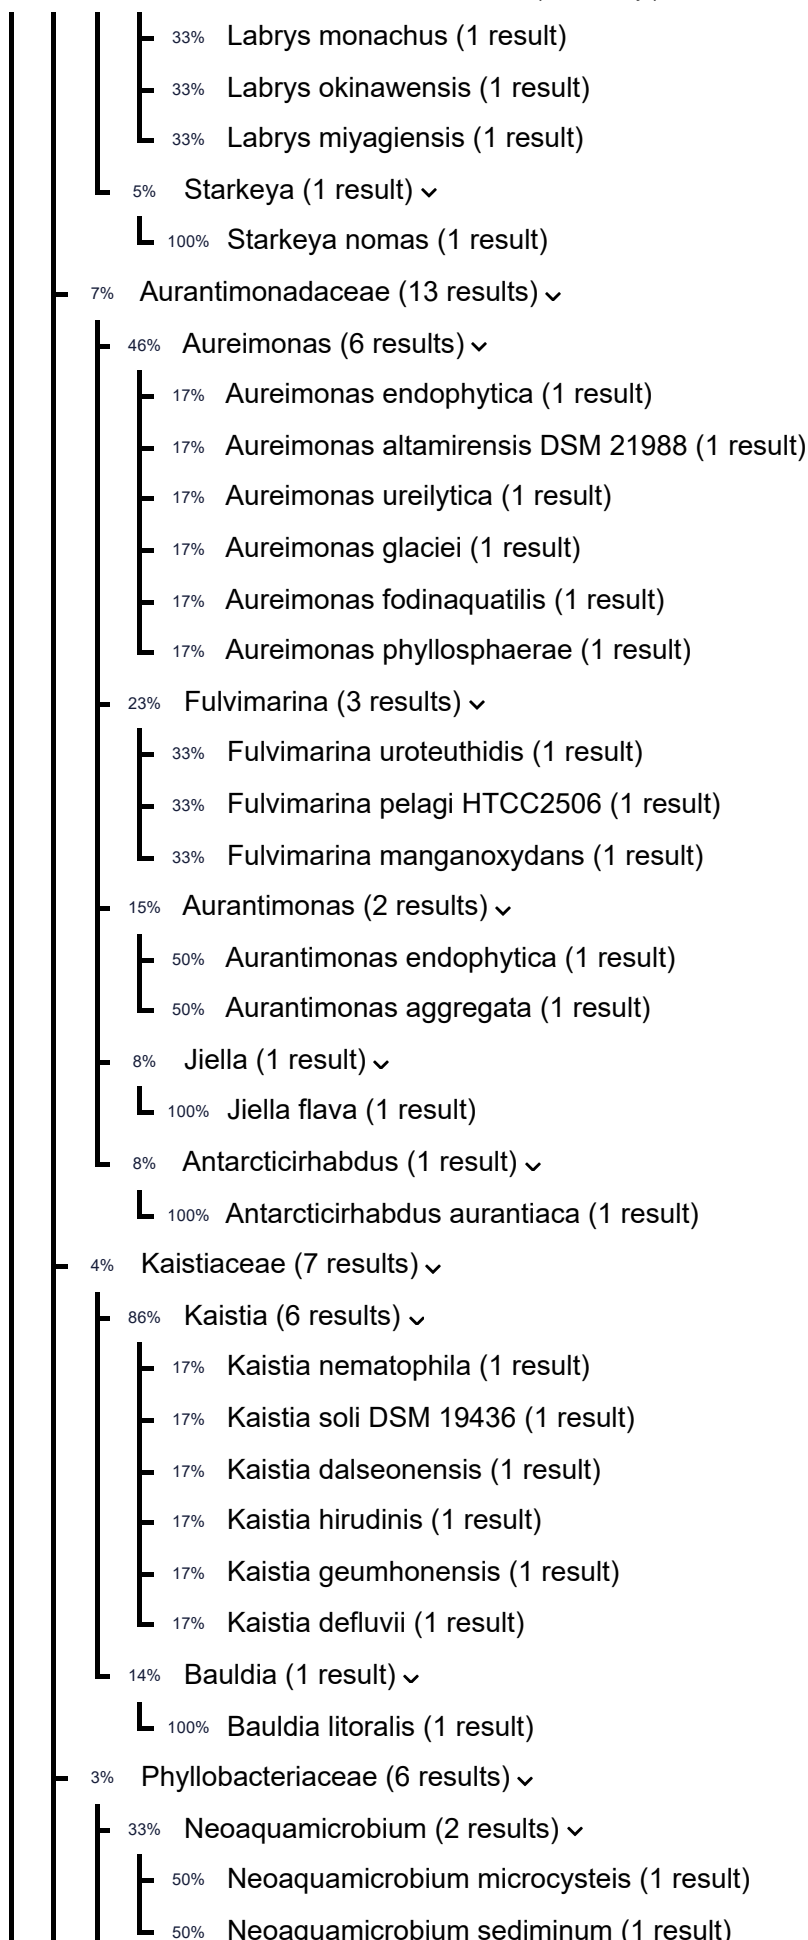 33% Labrys monachus (1 result)
33% Labrys okinawensis (1 result)
33% Labrys miyagiensis (1 result)
5% Starkeya (1 result)
100% Starkeya nomas (1 result)
7% Aurantimonadaceae (13 results)
46% Aureimonas (6 results)
17% Aureimonas endophytica (1 result)
17% Aureimonas altamirensis DSM 21988 (1 result)
17% Aureimonas ureilytica (1 result)
17% Aureimonas glaciei (1 result)
17% Aureimonas fodinaquatilis (1 result)
17% Aureimonas phyllosphaerae (1 result)
23% Fulvimarina (3 results)
33% Fulvimarina uroteuthidis (1 result)
33% Fulvimarina pelagi HTCC2506 (1 result)
33% Fulvimarina manganoxydans (1 result)
15% Aurantimonas (2 results)
50% Aurantimonas endophytica (1 result)
50% Aurantimonas aggregata (1 result)
8% Jiella (1 result)
100% Jiella flava (1 result)
8% Antarcticirhabdus (1 result)
100% Antarcticirhabdus aurantiaca (1 result)
4% Kaistiaceae (7 results)
86% Kaistia (6 results)
17% Kaistia nematophila (1 result)
17% Kaistia soli DSM 19436 (1 result)
17% Kaistia dalseonensis (1 result)
17% Kaistia hirudinis (1 result)
17% Kaistia geumhonensis (1 result)
17% Kaistia defluvii (1 result)
14% Bauldia (1 result)
100% Bauldia litoralis (1 result)
3% Phyllobacteriaceae (6 results)
33% Neoaquamicrobium (2 results)
50% Neoaquamicrobium microcysteis (1 result)
50% Neoaquamicrobium sediminum (1 result)